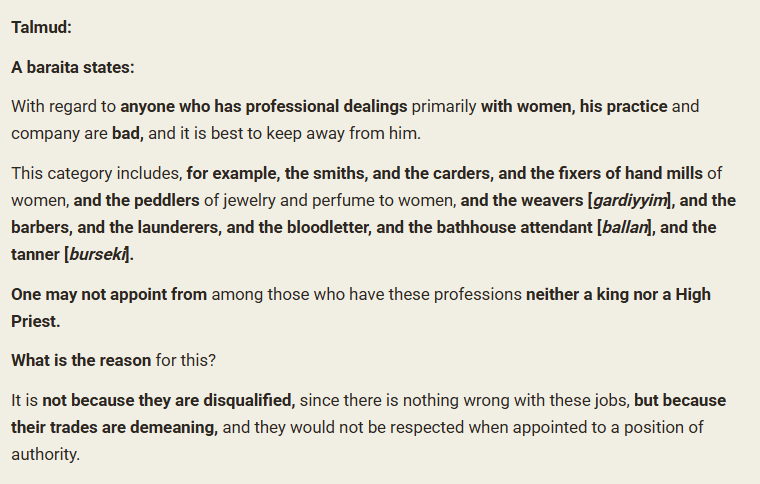 Talmud:
A baraita states:
With regard to anyone who has professional dealings primarily with women, his practice and
company are bad, and it is best to keep away from him.
This category includes, for example, the smiths, and the carders, and the fixers of hand mills of
women, and the peddlers of jewelry and perfume to women, and the weavers [gardiyyim], and the
barbers, and the launderers, and the bloodletter, and the bathhouse attendant [ballan], and the
tanner [burseki].
One may not appoint from among those who have these professions neither a king nor a High
Priest.
What is the reason for this?
It is not because they are disqualified, since there is nothing wrong with these jobs, but because
their trades are demeaning, and they would not be respected when appointed to a position of
authority.